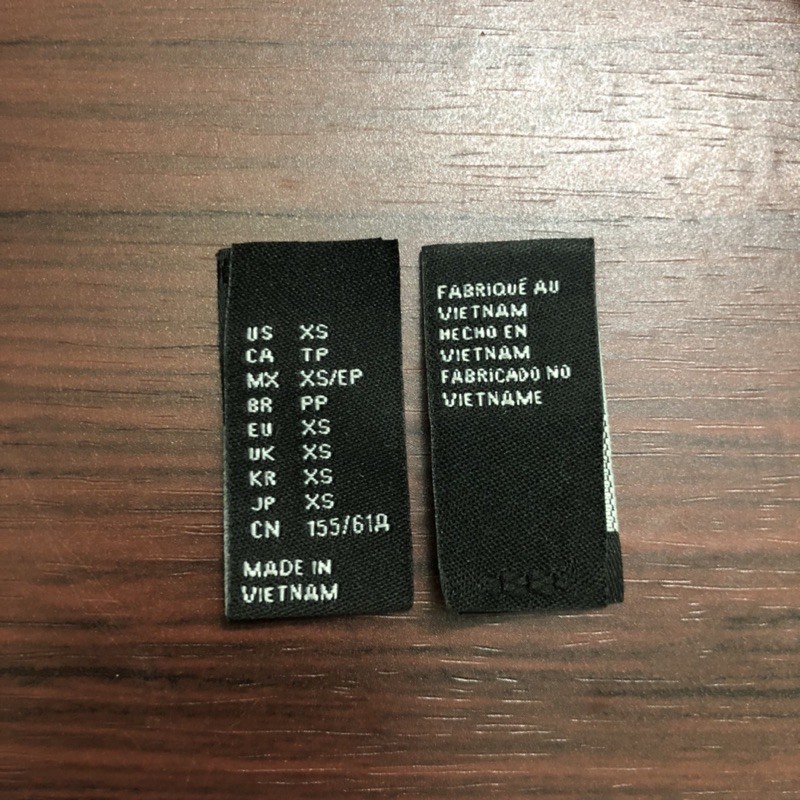 US XS
CA TP
MX XS/EP
BR PP
EU XS
UK XS
KR XS
JP XS
CN 155/61A
MADE IN
VIETNAM
FABRIQUÉ AU
VIETNAM
HECHO EN
VIETNAM
FABRICADO NO
VIETNAME